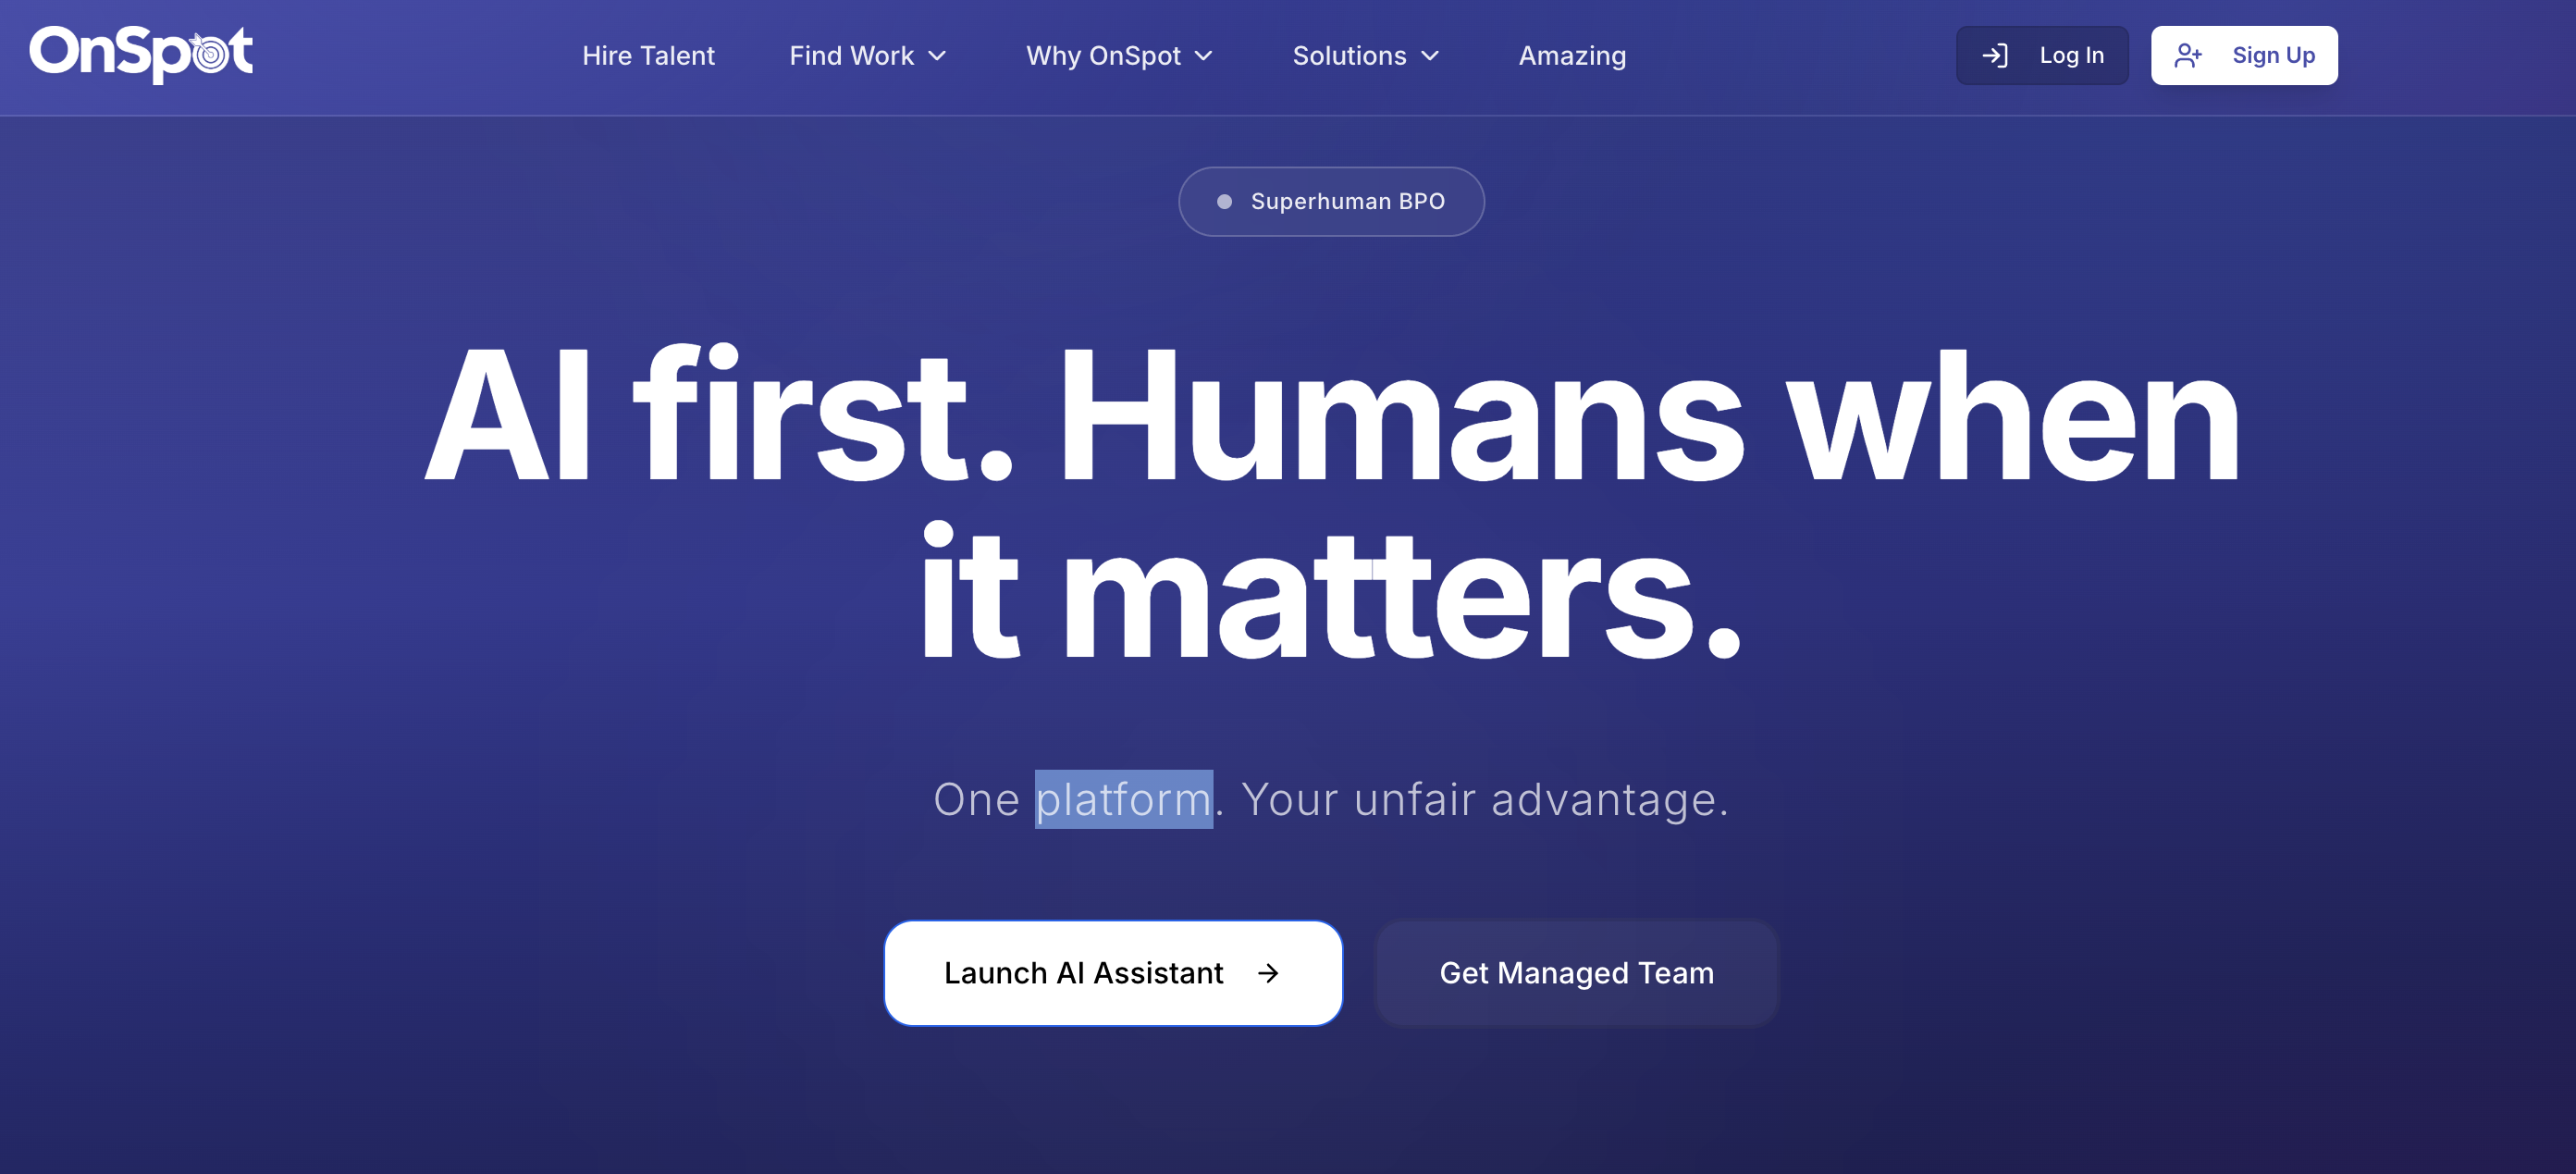 OnSpot
Hire Talent
Find Work
Why OnSpot
Solutions
Amazing
Log In
Sign Up
Superhuman BPO
AI first. Humans when
it matters.
One platform. Your unfair advantage.
Launch AI Assistant
Get Managed Team